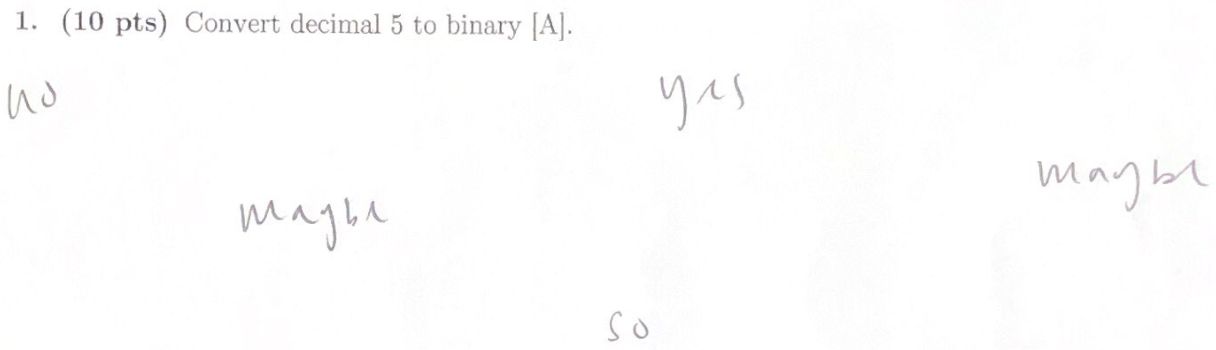 1. (10 pts) Convert decimal 5 to binary [A].
no yes
maybe
maybe
so